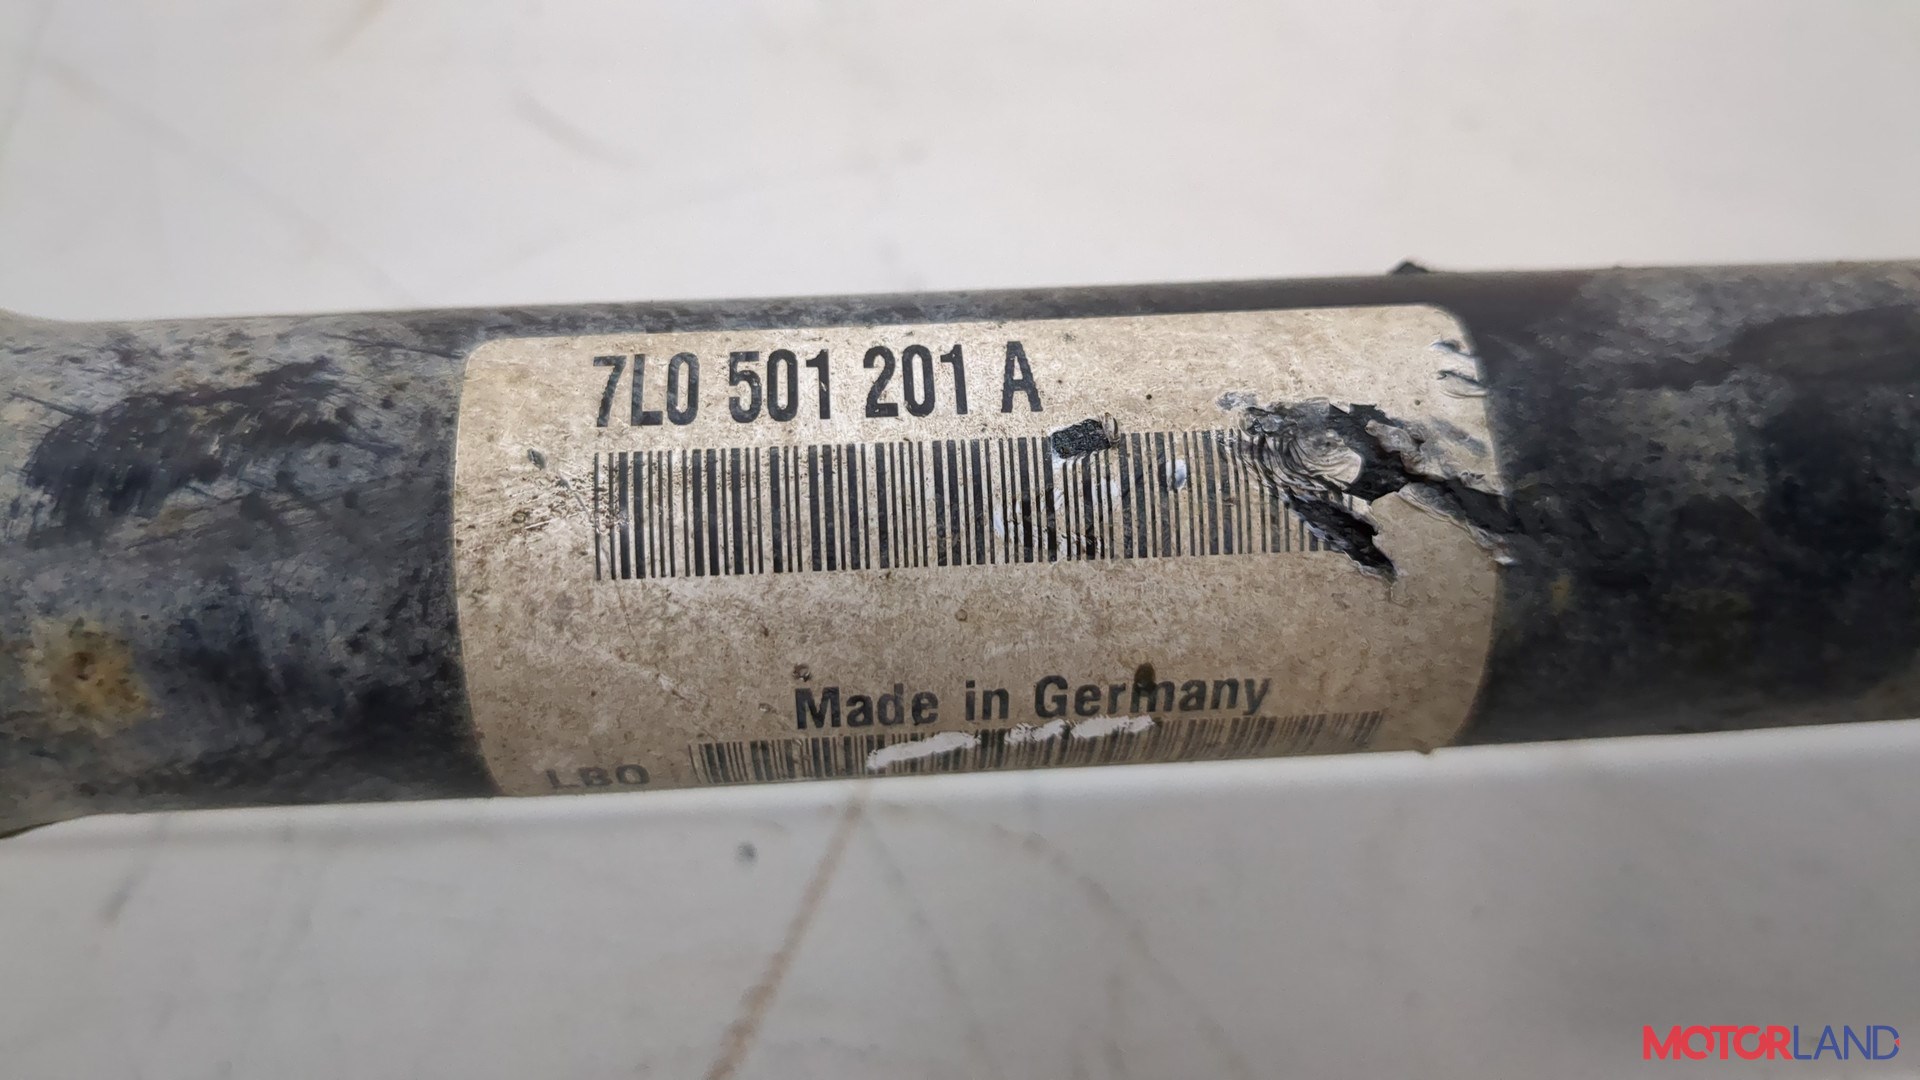 7L0 501 201 A
Made in Germany
LBO
MOTORLAND